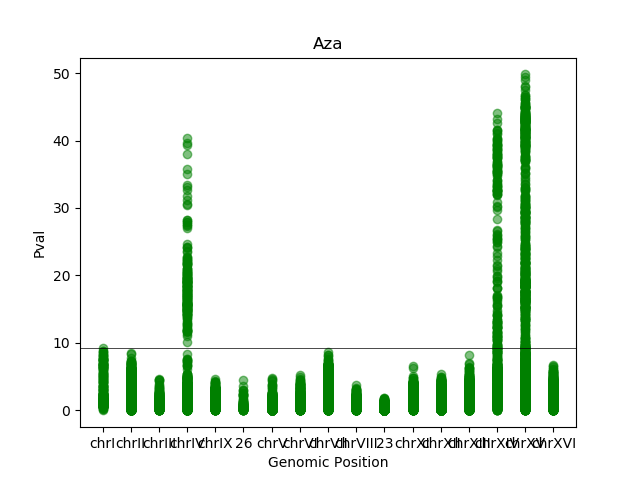 Aza
Pval
50
40
30
20
10
0
chrI chrII chrIII chrIV chrIX 26 chrV chrVI chrVII chrVIII 23 chrXI chrXII chrXIII chrXIV chrXV chrXVI
Genomic Position